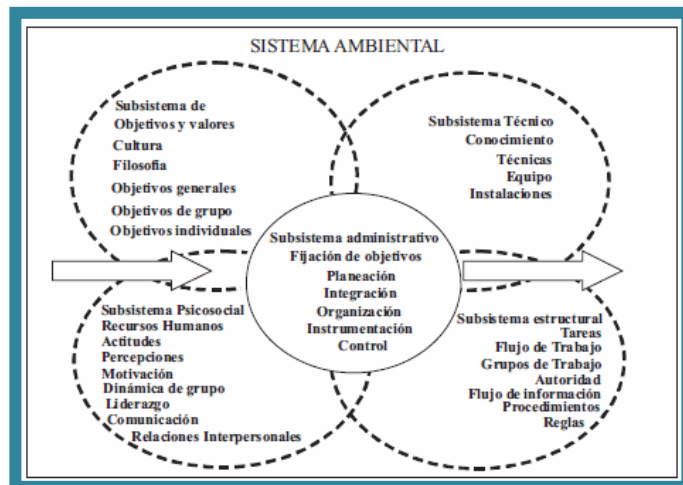 SISTEMA AMBIENTAL
Subsistema de
Objetivos y valores
Cultura
Filosofia
Objetivos generales
Objetivos de grupo
Objetivos individuales
Subsistema Técnico
Conocimiento
Técnicas
Equipo
Instalaciones
Subsistema administrativo
Fijación de objetivos
Planeación
Integración
Organización
Instrumentación
Control
Subsistema Psicosocial
Recursos Humanos
Actitudes
Percepciones
Motivación
Dinámica de grupo
Liderazgo
Comunicación
Relaciones Interpersonales
Subsistema estructural
Tareas
Flujo de Trabajo
Grupos de Trabajo
Autoridad
Flujo de información
Procedimientos
Reglas